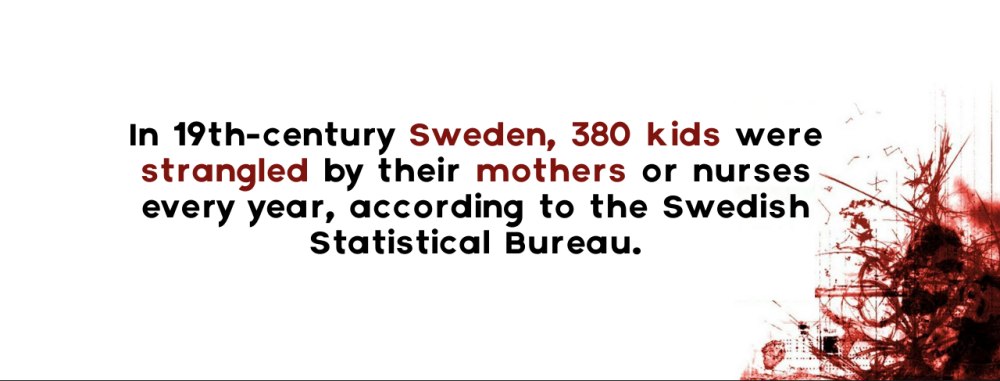 In 19th-century Sweden, 380 kids were
strangled by their mothers or nurses
every year, according to the Swedish
Statistical Bureau.